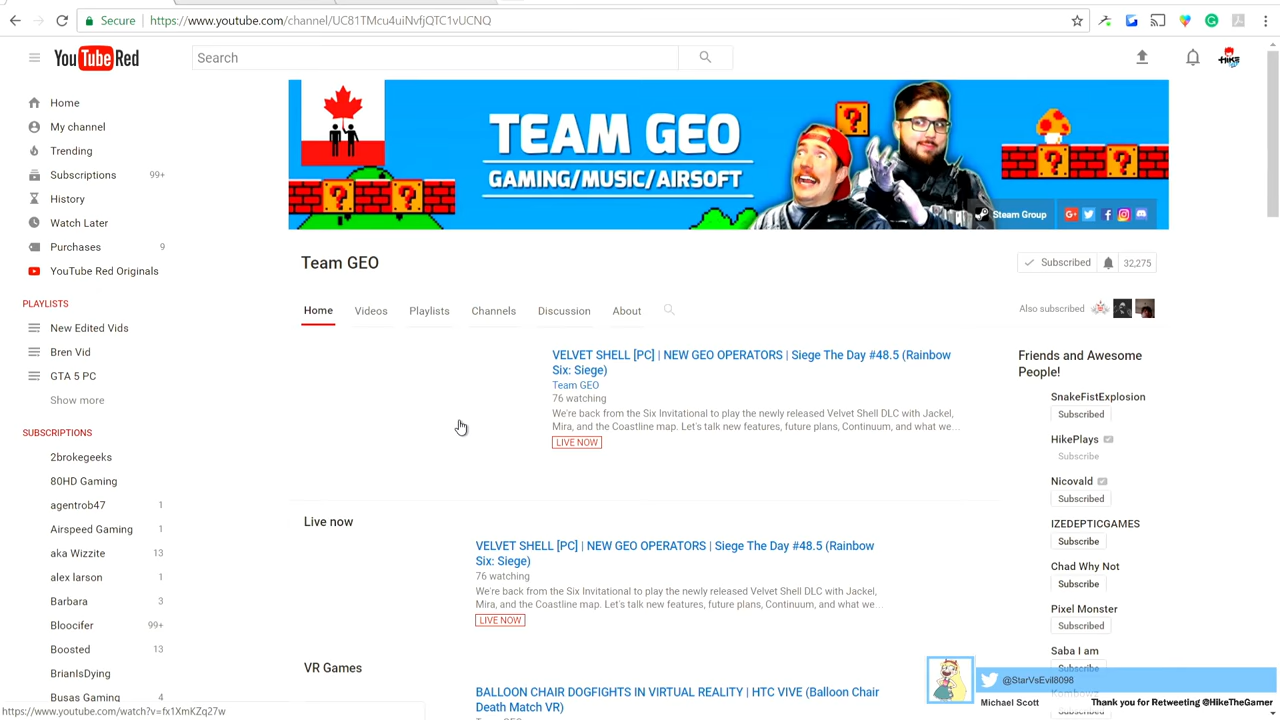 Secure https://www.youtube.com/channel/UC81TMcu4uiNvfjQTC1vUCNQ
YouTube Red
Search
HIKE
Home
My channel
Trending
Subscriptions 99+
History
Watch Later
Purchases 9
YouTube Red Originals
PLAYLISTS
New Edited Vids
Bren Vid
GTA 5 PC
Show more
SUBSCRIPTIONS
2brokegeeks
80HD Gaming
agentrob47 1
Airspeed Gaming 1
aka Wizzite 13
alex larson 1
Barbara 3
Bloocifer 99+
Boosted 13
BrianIsDying
Busas Gaming 4
https://www.youtube.com/watch?v=fx1XmKZq27w
TEAM GEO
GAMING/MUSIC/AIRSOFT
Steam Group
Team GEO
Subscribed 32,275
Home Videos Playlists Channels Discussion About
Also subscribed
VELVET SHELL [PC] | NEW GEO OPERATORS | Siege The Day #48.5 (Rainbow
Six: Siege)
Team GEO
76 watching
We're back from the Six Invitational to play the newly released Velvet Shell DLC with Jackel,
Mira, and the Coastline map. Let's talk new features, future plans, Continuum, and what we...
LIVE NOW
Live now
VELVET SHELL [PC] | NEW GEO OPERATORS | Siege The Day #48.5 (Rainbow
Six: Siege)
76 watching
We're back from the Six Invitational to play the newly released Velvet Shell DLC with Jackel,
Mira, and the Coastline map. Let's talk new features, future plans, Continuum, and what we...
LIVE NOW
VR Games
BALLOON CHAIR DOGFIGHTS IN VIRTUAL REALITY | HTC VIVE (Balloon Chair
Death Match VR)
Team GEO
Friends and Awesome
People!
SnakeFistExplosion
Subscribed
HikePlays
Subscribe
Nicovald
Subscribed
IZEDEPTICGAMES
Subscribe
Chad Why Not
Subscribe
Pixel Monster
Subscribed
Saba I am
Subscribe
@StarVsEvil8098
Michael Scott
Thank you for Retweeting @HikeTheGamer